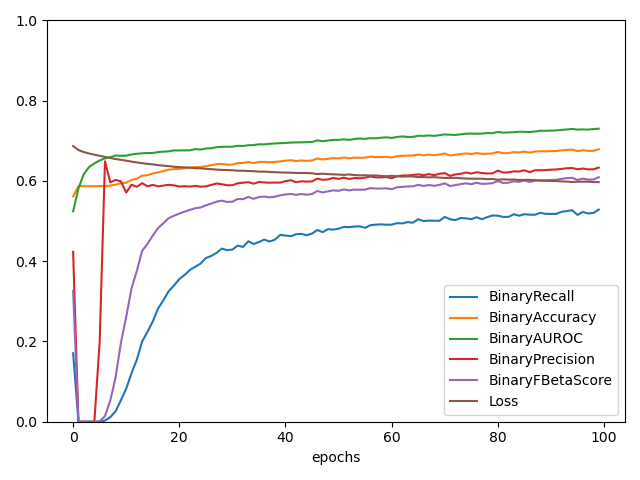 1.0
0.8
0.6
0.4
0.2
0.0
BinaryRecall
BinaryAccuracy
BinaryAUROC
BinaryPrecision
BinaryFBetaScore
Loss
0 20 40 60 80 100
epochs